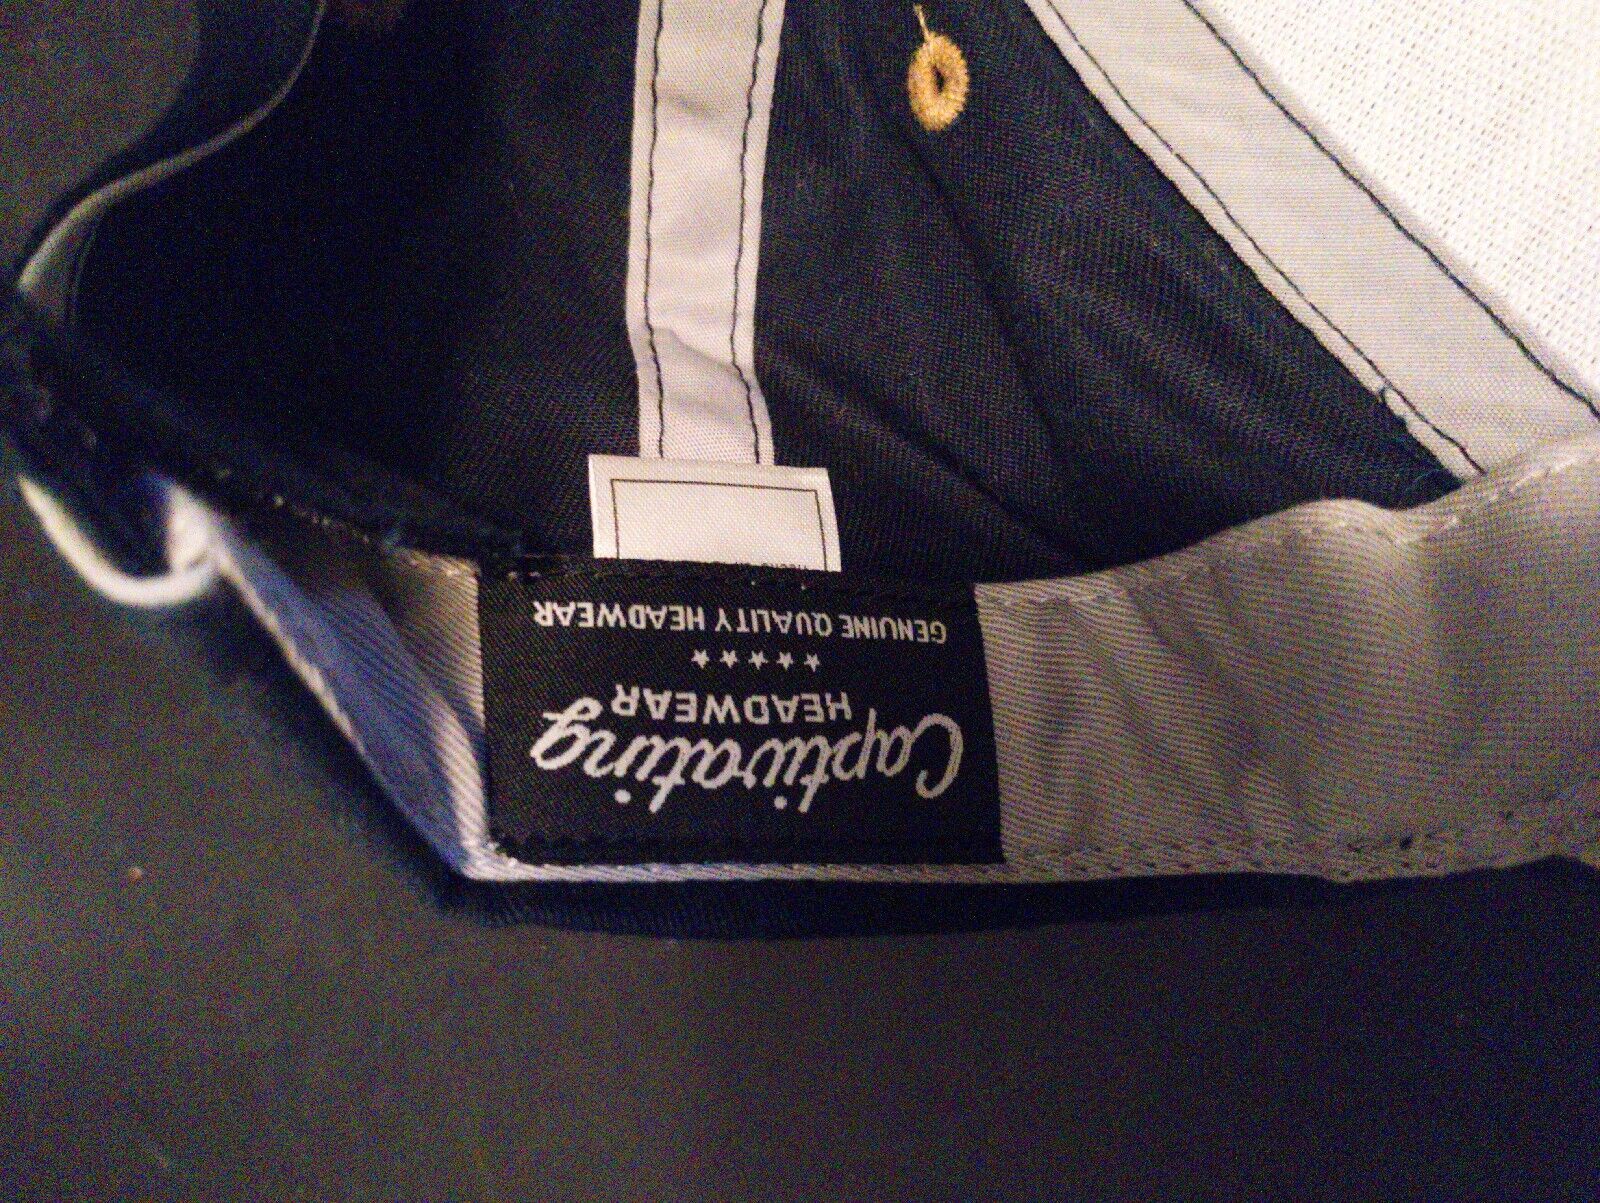 Captivating
HEADWEAR
★★★★★
GENUINE QUALITY HEADWEAR